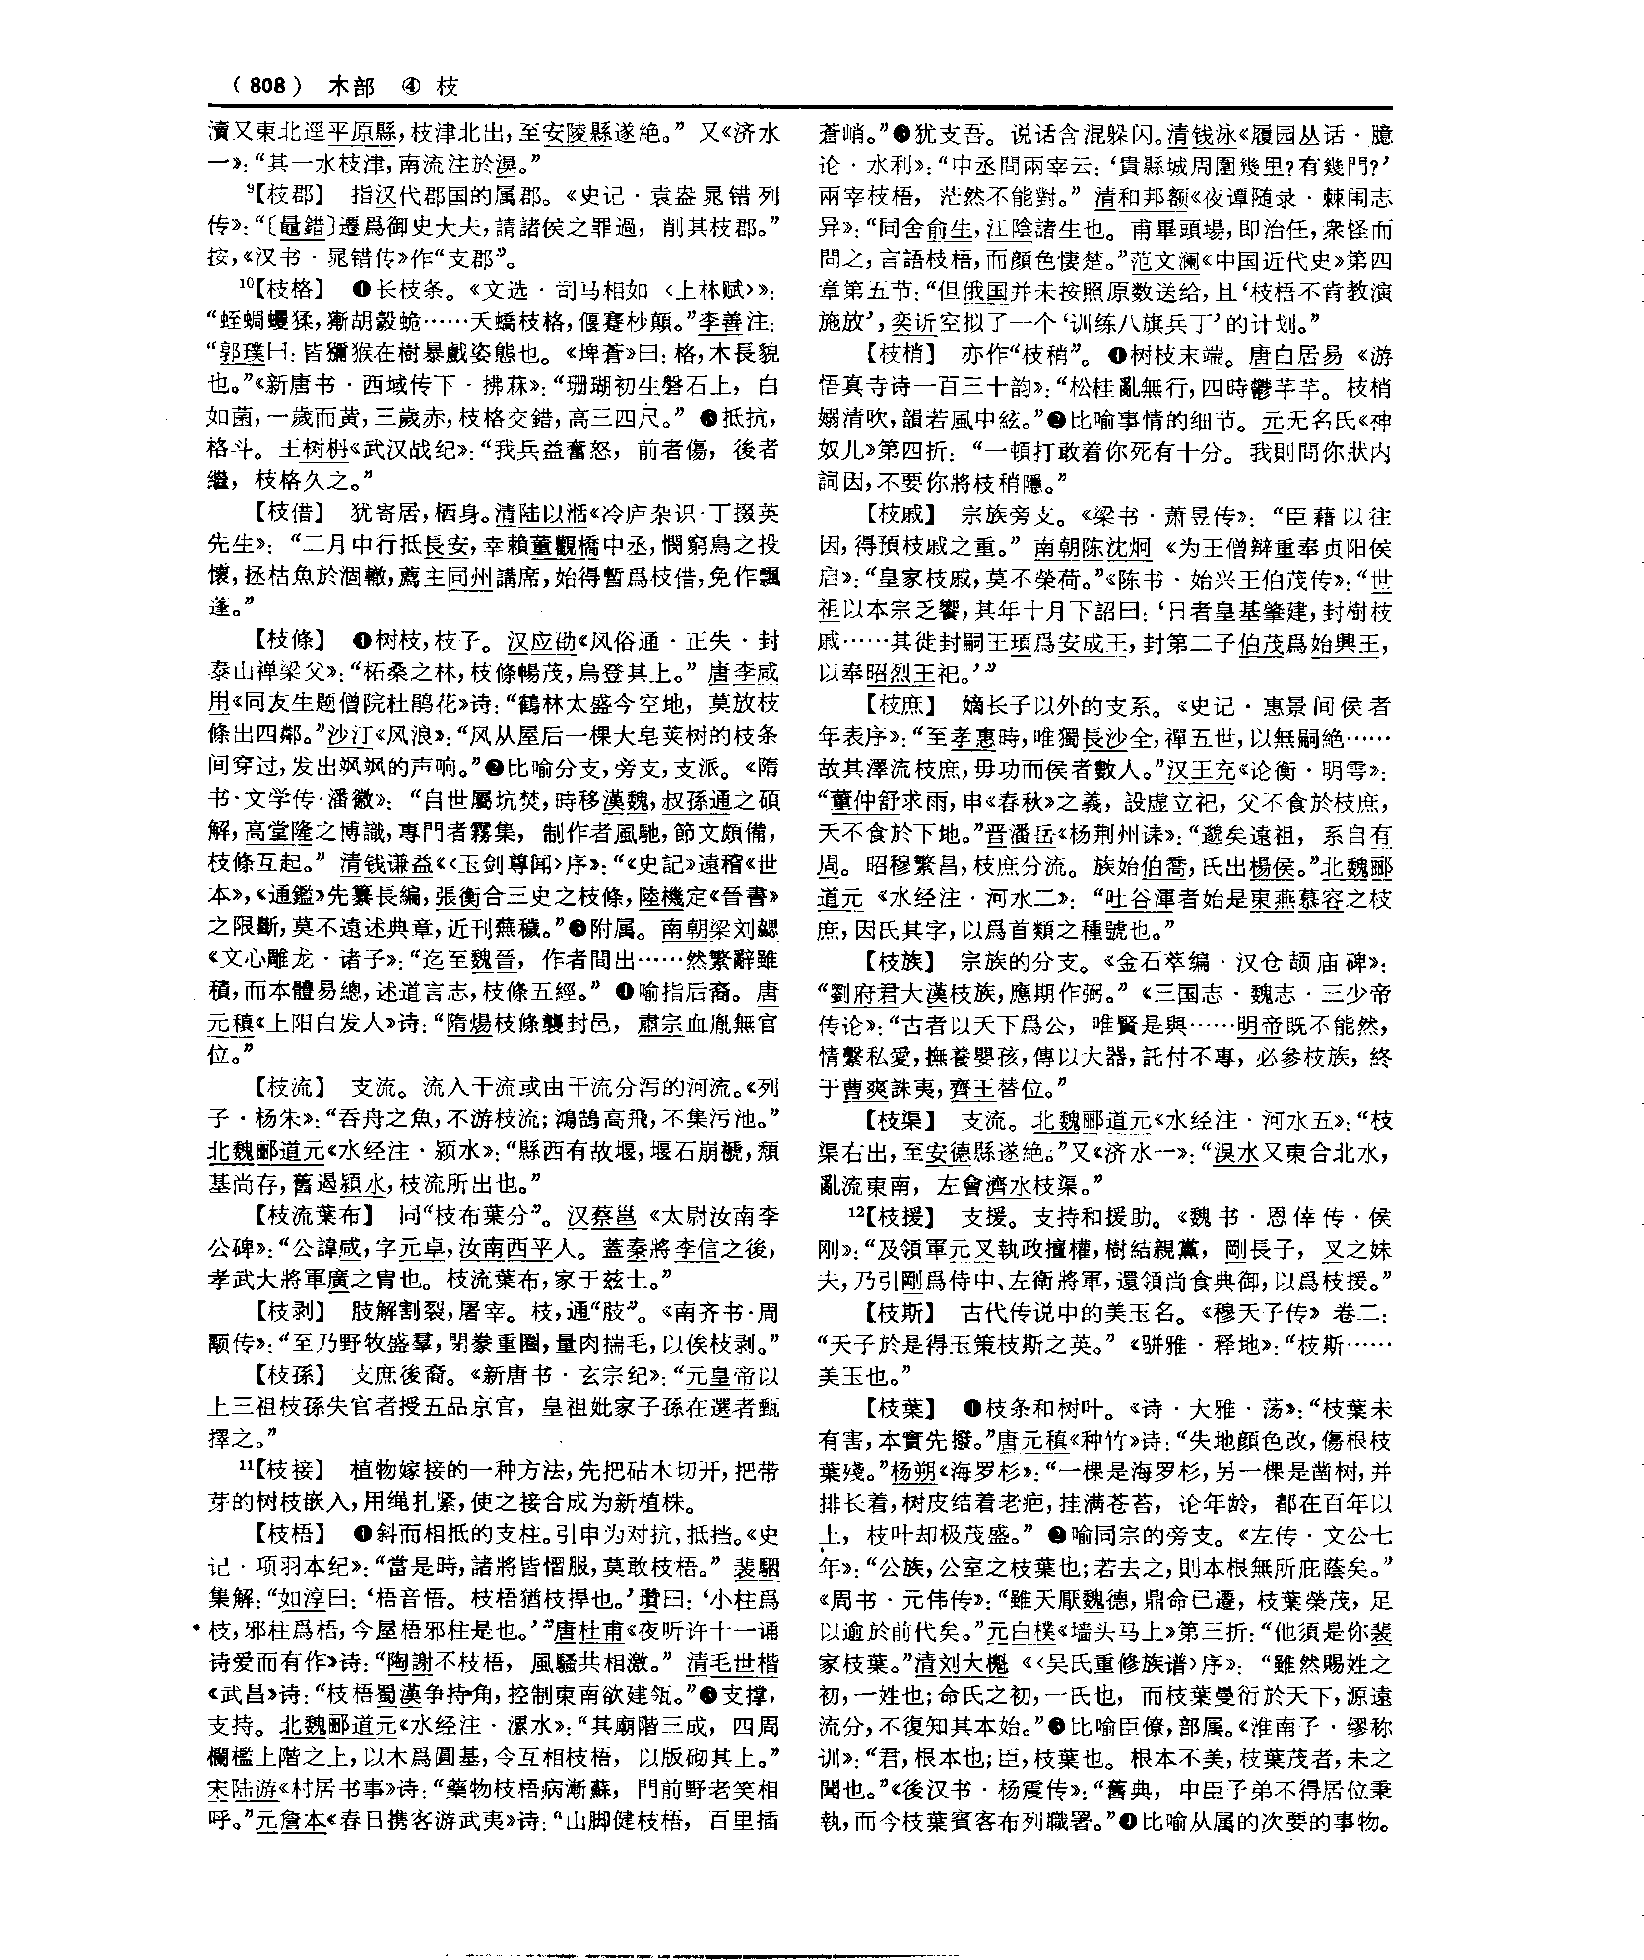 （808） 木部 ④ 枝
瀆又東北逕平原縣，枝津北出，至安陵縣遂絶。”又《济水
一》：“其一水枝津，南流注於湨。”
⁹【枝郡】 指汉代郡国的属郡。《史记·袁盎晁错列
传》：“〔鼂錯〕遷爲御史大夫，請諸侯之罪過，削其枝郡。”
按，《汉书·晁错传》作“支郡”。
¹⁰【枝格】 ❶长枝条。《文选·司马相如〈上林赋〉》：
“蛭蜩蠼猱，獑胡豰蛫……夭蟜枝格，偃蹇杪顛。”李善注：
“郭璞曰：皆獼猴在樹暴戲姿態也。《埤蒼》曰：格，木長貌
也。”《新唐书·西域传下·拂菻》：“珊瑚初生磐石上，白
如菌，一歲而黄，三歲赤，枝格交錯，高三四尺。”❷抵抗，
格斗。王树枏《武汉战纪》：“我兵益奮怒，前者傷，後者
繼，枝格久之。”
【枝借】 犹寄居，栖身。清陆以湉《冷庐杂识·丁掇英
先生》：“二月中行抵長安，幸賴董觀橋中丞，憫窮鳥之投
懷，拯枯魚於涸轍，薦主同州講席，始得暫爲枝借，免作飄
蓬。”
【枝條】 ❶树枝，枝子。汉应劭《风俗通·正失·封
泰山禅梁父》：“柘桑之林，枝條暢茂，烏登其上。”唐李咸
用《同友生题僧院杜鹃花》诗：“鶴林太盛今空地，莫放枝
條出四鄰。”沙汀《风浪》：“风从屋后一棵大皂荚树的枝条
间穿过，发出飒飒的声响。”❷比喻分支，旁支，支派。《隋
书·文学传·潘徽》：“自世屬坑焚，時移漢魏，叔孫通之碩
解，高堂隆之博識，專門者霧集，制作者風馳，節文頗備，
枝條互起。”清钱谦益《〈玉剑尊闻〉序》：“《史記》遠稽《世
本》，《通鑑》先纂長編，張衡合三史之枝條，陸機定《晉書》
之限斷，莫不遠述典章，近刊蕪穢。”❸附属。南朝梁刘勰
《文心雕龙·诸子》：“迄至魏晉，作者間出……然繁辭雖
積，而本體易總，述道言志，枝條五經。”❹喻指后裔。唐
元稹《上阳白发人》诗：“隋煬枝條襲封邑，肅宗血胤無官
位。”
【枝流】 支流。流入干流或由干流分泻的河流。《列
子·杨朱》：“吞舟之魚，不游枝流；鴻鵠高飛，不集污池。”
北魏郦道元《水经注·颍水》：“縣西有故堰，堰石崩褫，頹
基尚存，舊遏潁水，枝流所出也。”
【枝流葉布】 同“枝布葉分”。汉蔡邕《太尉汝南李
公碑》：“公諱咸，字元卓，汝南西平人。蓋秦將李信之後，
孝武大將軍廣之胄也。枝流葉布，家于兹土。”
【枝剥】 肢解割裂，屠宰。枝，通“肢”。《南齐书·周
颙传》：“至乃野牧盛羣，閉豢重圈，量肉揣毛，以俟枝剥。”
【枝孫】 支庶後裔。《新唐书·玄宗纪》：“元皇帝以
上三祖枝孫失官者授五品京官，皇祖妣家子孫在選者甄
擇之。”
¹¹【枝接】 植物嫁接的一种方法，先把砧木切开，把带
芽的树枝嵌入，用绳扎紧，使之接合成为新植株。
【枝梧】 ❶斜而相抵的支柱。引申为对抗，抵挡。《史
记·项羽本纪》：“當是時，諸將皆慴服，莫敢枝梧。”裴駰
集解：“如淳曰：‘梧音悟。枝梧猶枝捍也。’瓚曰：‘小柱爲
枝，邪柱爲梧，今屋梧邪柱是也。’”唐杜甫《夜听许十一诵
诗爱而有作》诗：“陶謝不枝梧，風騷共相激。”清毛世楷
《武昌》诗：“枝梧蜀漢争持角，控制東南欲建瓴。”❷支撑，
支持。北魏郦道元《水经注·漯水》：“其廟階三成，四周
欄檻上階之上，以木爲圓基，令互相枝梧，以版砌其上。”
宋陆游《村居书事》诗：“藥物枝梧病漸蘇，門前野老笑相
呼。”元詹本《春日携客游武夷》诗：“山脚健枝梧，百里插
蒼峭。”❸犹支吾。说话含混躲闪。清钱泳《履园丛话·臆
论·水利》：“中丞問兩宰云：‘貴縣城周圍幾里？有幾門？’
兩宰枝梧，茫然不能對。”清和邦额《夜谭随录·棘闱志
异》：“同舍俞生，江陰諸生也。甫畢頭場，即治任，衆怪而
問之，言語枝梧，而顔色悽楚。”范文澜《中国近代史》第四
章第五节：“但俄国并未按照原数送给，且‘枝梧不肯教演
施放’，奕訢空拟了一个‘训练八旗兵丁’的计划。”
【枝梢】 亦作“枝稍”。❶树枝末端。唐白居易《游
悟真寺诗一百三十韵》：“松桂亂無行，四時鬱芊芊。枝梢
嫋清吹，韻若風中絃。”❷比喻事情的细节。元无名氏《神
奴儿》第四折：“一頓打敢着你死有十分。我則問你狀内
詞因，不要你將枝稍隱。”
【枝戚】 宗族旁支。《梁书·萧昱传》：“臣藉以往
因，得預枝戚之重。”南朝陈沈炯《为王僧辩重奉贞阳侯
启》：“皇家枝戚，莫不榮荷。”《陈书·始兴王伯茂传》：“世
祖以本宗乏饗，其年十月下詔曰：‘日者皇基肇建，封樹枝
戚……其徙封嗣王頊爲安成王，封第二子伯茂爲始興王，
以奉昭烈王祀。’”
【枝庶】 嫡长子以外的支系。《史记·惠景间侯者
年表序》：“至孝惠時，唯獨長沙全，禪五世，以無嗣絶……
故其澤流枝庶，毋功而侯者數人。”汉王充《论衡·明雩》：
“董仲舒求雨，申《春秋》之義，設虚立祀，父不食於枝庶，
天不食於下地。”晋潘岳《杨荆州诔》：“邈矣遠祖，系自有
周。昭穆繁昌，枝庶分流。族始伯喬，氏出楊侯。”北魏郦
道元《水经注·河水二》：“吐谷渾者始是東燕慕容之枝
庶，因氏其字，以爲首類之種號也。”
【枝族】 宗族的分支。《金石萃编·汉仓颉庙碑》：
“劉府君大漢枝族，應期作弼。”《三国志·魏志·三少帝
传论》：“古者以天下爲公，唯賢是與……明帝既不能然，
情繫私愛，撫養嬰孩，傳以大器，託付不專，必參枝族，終
于曹爽誅夷，齊王替位。”
【枝渠】 支流。北魏郦道元《水经注·河水五》：“枝
渠右出，至安德縣遂絶。”又《济水一》：“湨水又東合北水，
亂流東南，左會濟水枝渠。”
¹²【枝援】 支援。支持和援助。《魏书·恩倖传·侯
刚》：“及領軍元叉執政擅權，樹結親黨，剛長子，叉之妹
夫，乃引剛爲侍中、左衛將軍，還領尚食典御，以爲枝援。”
【枝斯】 古代传说中的美玉名。《穆天子传》卷二：
“天子於是得玉策枝斯之英。”《骈雅·释地》：“枝斯……
美玉也。”
【枝葉】 ❶枝条和树叶。《诗·大雅·荡》：“枝葉未
有害，本實先撥。”唐元稹《种竹》诗：“失地顔色改，傷根枝
葉殘。”杨朔《海罗杉》：“一棵是海罗杉，另一棵是凿树，并
排长着，树皮结着老疤，挂满苍苔，论年龄，都在百年以
上，枝叶却极茂盛。”❷喻同宗的旁支。《左传·文公七
年》：“公族，公室之枝葉也；若去之，則本根無所庇蔭矣。”
《周书·元伟传》：“雖天厭魏德，鼎命已遷，枝葉榮茂，足
以逾於前代矣。”元白樸《墙头马上》第三折：“他須是你裴
家枝葉。”清刘大櫆《〈吴氏重修族谱〉序》：“雖然賜姓之
初，一姓也；命氏之初，一氏也，而枝葉曼衍於天下，源遠
流分，不復知其本始。”❸比喻臣僚，部属。《淮南子·缪称
训》：“君，根本也；臣，枝葉也。根本不美，枝葉茂者，未之
聞也。”《後汉书·杨震传》：“舊典，中臣子弟不得居位秉
執，而今枝葉賓客布列職署。”❹比喻从属的次要的事物。